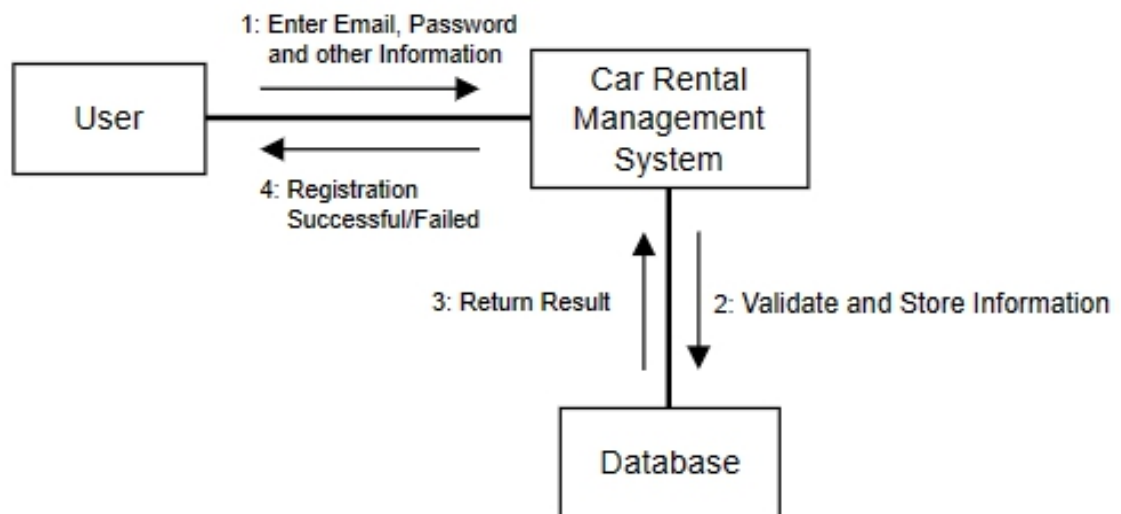 1: Enter Email, Password
and other Information
User
Car Rental
Management
System
4: Registration
Successful/Failed
3: Return Result
2: Validate and Store Information
Database